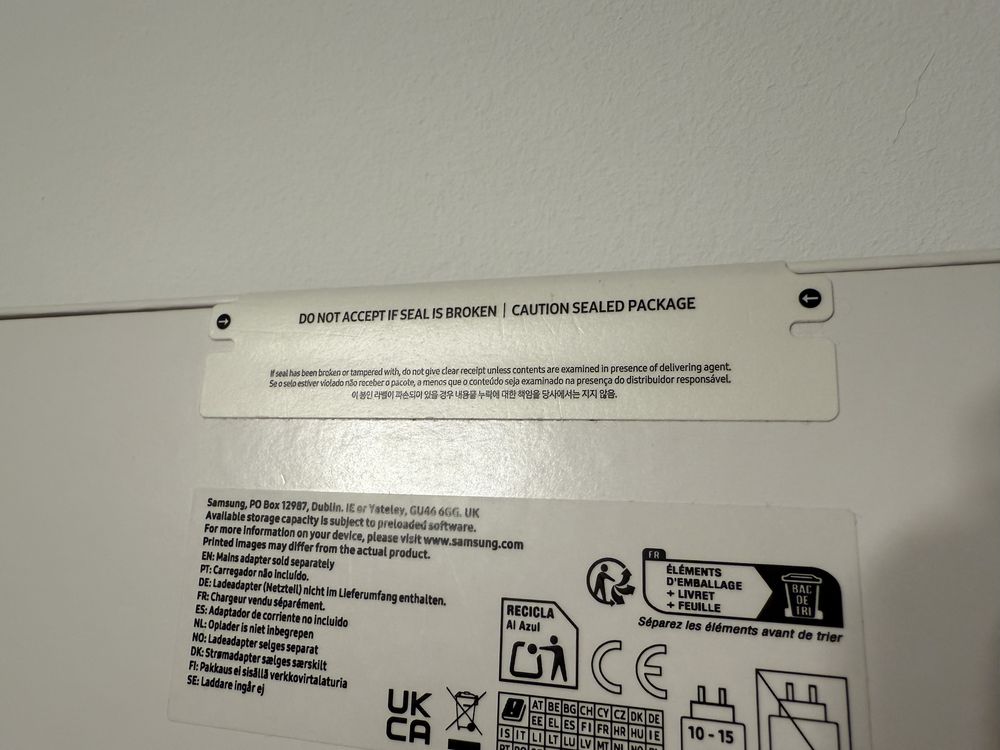 DO NOT ACCEPT IF SEAL IS BROKEN | CAUTION SEALED PACKAGE
If seal has been broken or tampered with, do not give clear receipt unless contents are examined in presence of delivering agent.
Se o selo estiver violado não receber o pacote, a menos que o conteúdo seja examinado na presença do distribuidor responsável.
이 봉인 라벨이 파손되어 있을 경우 내용물 누락에 대한 책임을 당사에서는 지지 않음.
Samsung, PO Box 12987, Dublin. IE or Yateley, GU46 6GG. UK
Available storage capacity is subject to preloaded software.
For more information on your device, please visit www.samsung.com
Printed images may differ from the actual product.
EN: Mains adapter sold separately
PT: Carregador não incluído.
DE: Ladeadapter (Netzteil) nicht im Lieferumfang enthalten.
FR: Chargeur vendu séparément.
ES: Adaptador de corriente no incluido
NL: Oplader is niet inbegrepen
NO: Ladeadapter selges separat
DK: Strømadapter sælges særskilt
FI: Pakkaus ei sisällä verkkovirtalaturia
SE: Laddare ingår ej
FR
ÉLÉMENTS
D'EMBALLAGE
+ LIVRET
+ FEUILLE
BAC
DE
TRI
Séparez les éléments avant de trier
RECICLA
Al Azul
CE
UK
CA
AT BE BG CH CY CZ DK DE
EE EL ES FI FR HR HU IE
IS IT LI LT LU LV MT NL
10 - 15